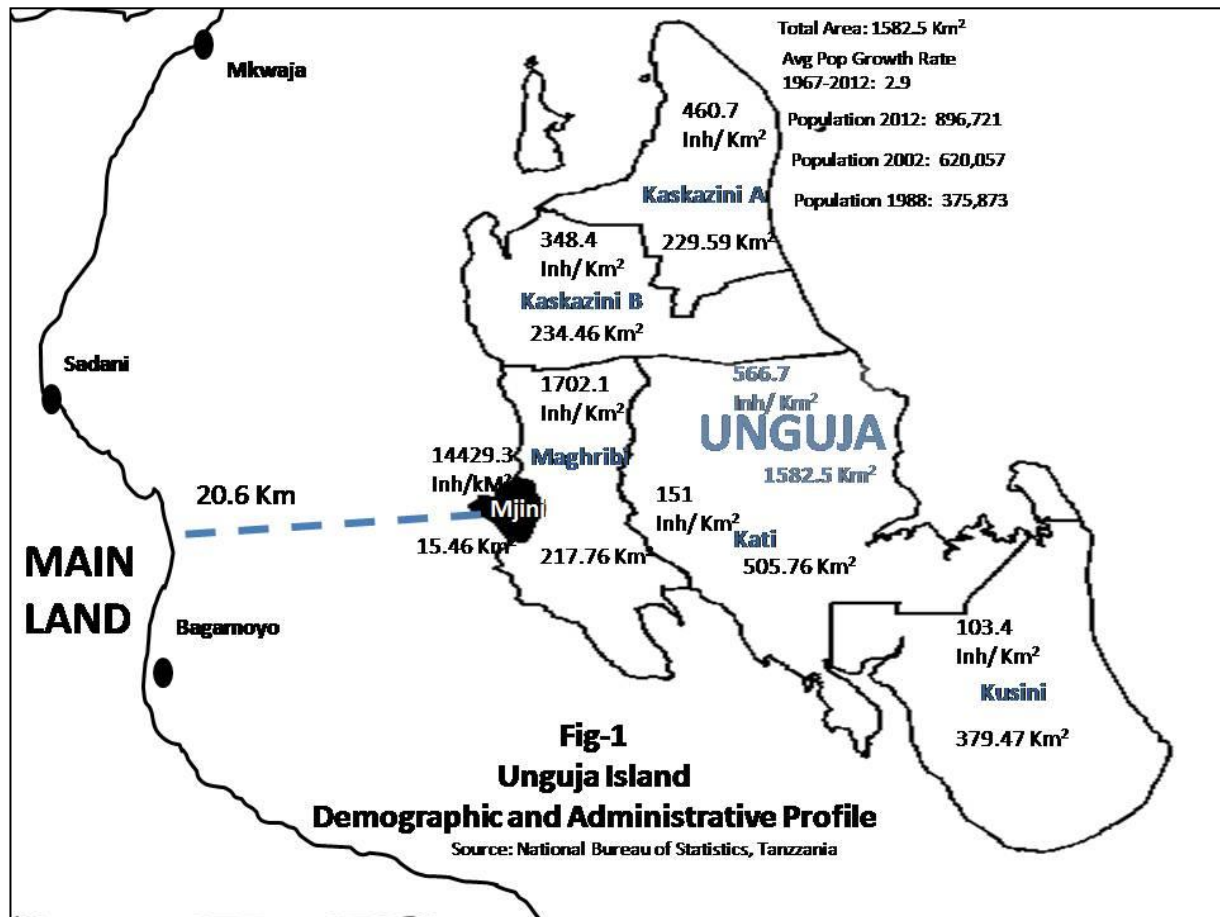 Total Area: 1582.5 Km²
Avg Pop Growth Rate
1967-2012: 2.9
Population 2012: 896,721
Population 2002: 620,057
Population 1988: 375,873
Mkwaja
460.7
Inh/ Km²
Kaskazini A
229.59 Km²
348.4
Inh/ Km²
Kaskazini B
234.46 Km²
Sadani
1702.1
Inh/ Km²
Maghribi
566.7
Inh/ Km²
UNGUJA
1582.5 Km²
14429.3
Inh/kM²
Mjini
15.46 Km²
217.76 Km²
20.6 Km
151
Inh/ Km²
Kati
505.76 Km²
MAIN
LAND
Bagamoyo
103.4
Inh/ Km²
Kusini
379.47 Km²
Fig-1
Unguja Island
Demographic and Administrative Profile
Source: National Bureau of Statistics, Tanzzania